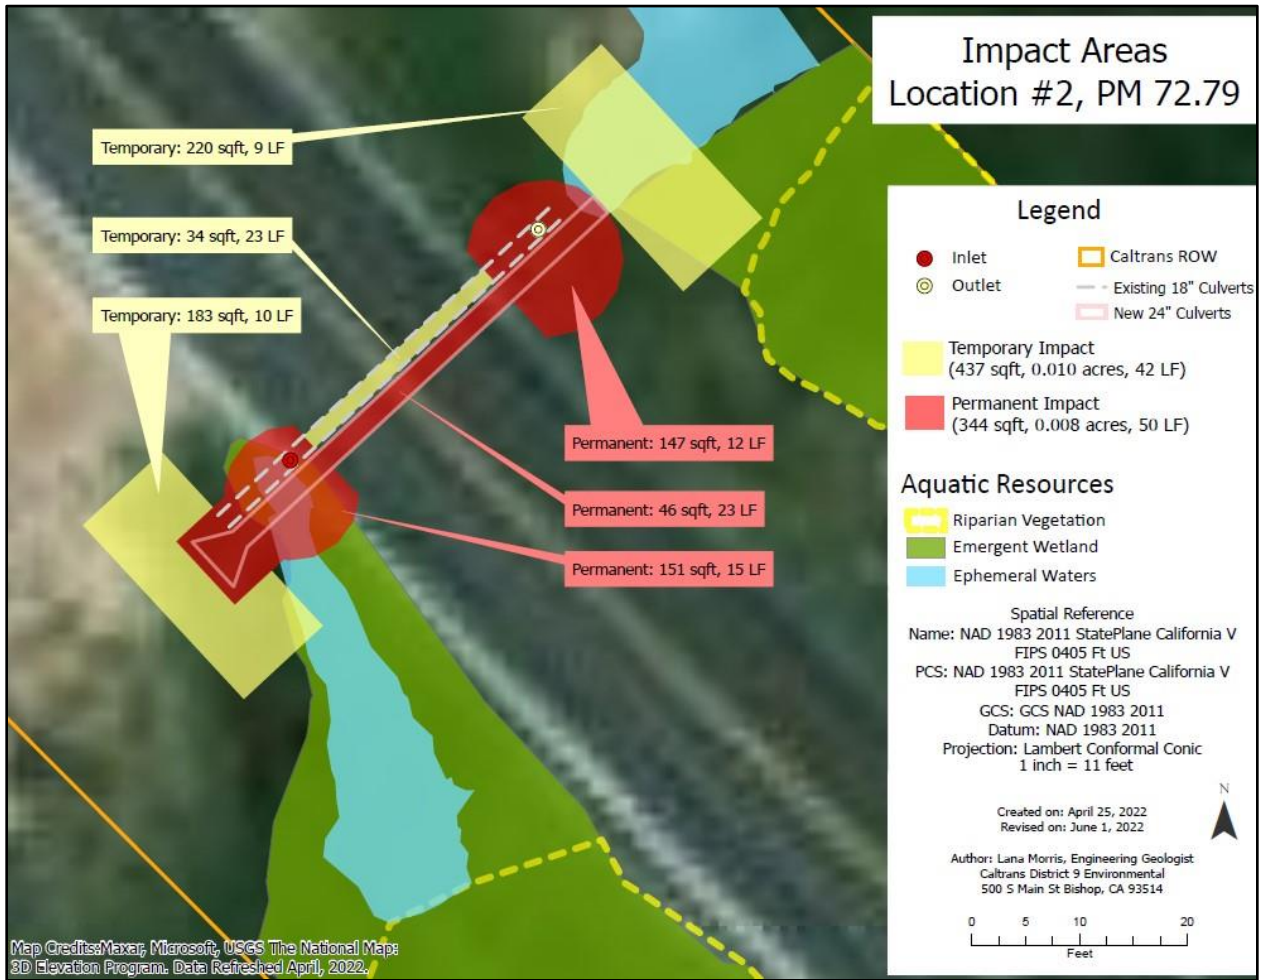 Impact Areas
Location #2, PM 72.79
Temporary: 220 sqft, 9 LF
Temporary: 34 sqft, 23 LF
Temporary: 183 sqft, 10 LF
Permanent: 147 sqft, 12 LF
Permanent: 46 sqft, 23 LF
Permanent: 151 sqft, 15 LF
Legend
Inlet
Outlet
Caltrans ROW
Existing 18" Culverts
New 24" Culverts
Temporary Impact
(437 sqft, 0.010 acres, 42 LF)
Permanent Impact
(344 sqft, 0.008 acres, 50 LF)
Aquatic Resources
Riparian Vegetation
Emergent Wetland
Ephemeral Waters
Spatial Reference
Name: NAD 1983 2011 StatePlane California V
FIPS 0405 Ft US
PCS: NAD 1983 2011 StatePlane California V
FIPS 0405 Ft US
GCS: GCS NAD 1983 2011
Datum: NAD 1983 2011
Projection: Lambert Conformal Conic
1 inch = 11 feet
N
Created on: April 25, 2022
Revised on: June 1, 2022
Author: Lana Morris, Engineering Geologist
Caltrans District 9 Environmental
500 S Main St Bishop, CA 93514
0 5 10 20
Feet
Map Credits:Maxar, Microsoft, USGS The National Map:
3D Elevation Program. Data Refreshed April, 2022.